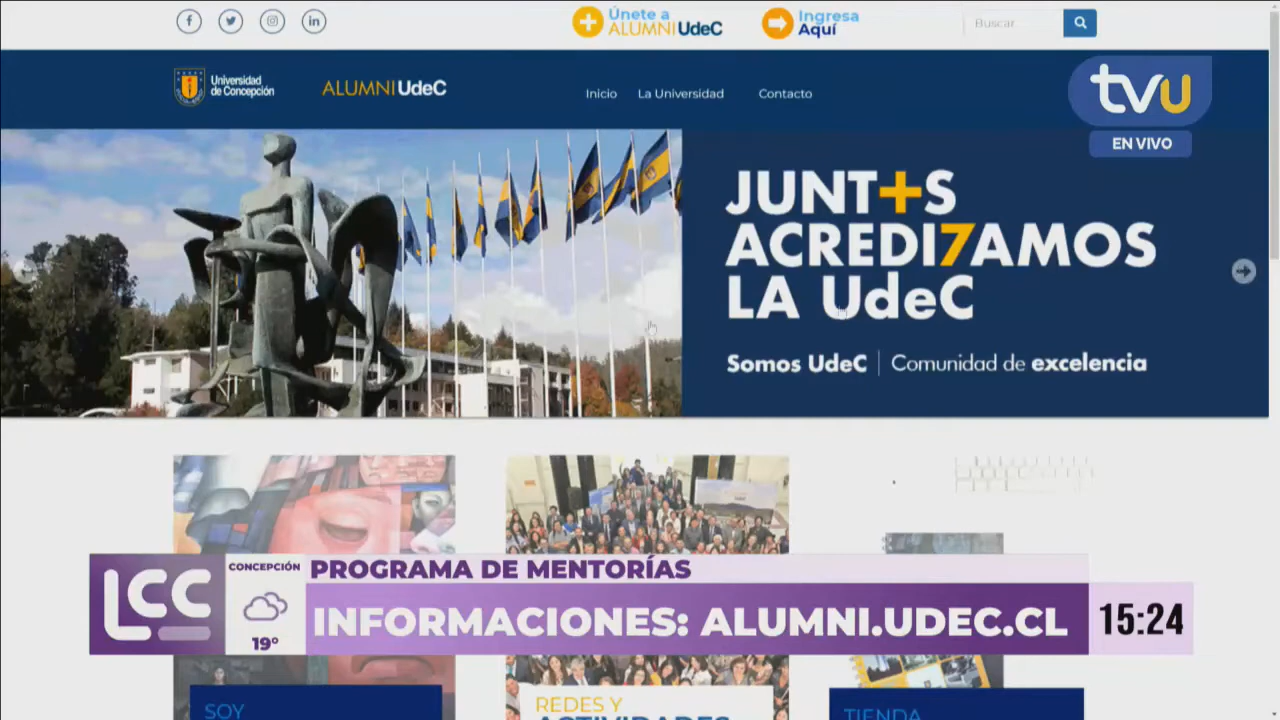 Únete a
ALUMNI UdeC
Ingresa
Aquí
Buscar
Universidad
de Concepción
ALUMNI UdeC
Inicio
La Universidad
Contacto
tvu
EN VIVO
JUNT+S
ACREDI7AMOS
LA UdeC
Somos UdeC | Comunidad de excelencia
LCC
CONCEPCIÓN
19°
PROGRAMA DE MENTORÍAS
INFORMACIONES: ALUMNI.UDEC.CL
15:24
SOY
REDES Y
ACTIVIDADES
TIENDA